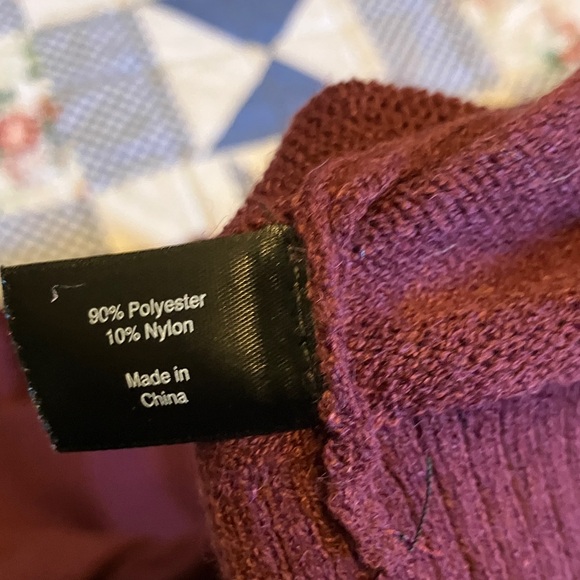 90% Polyester
10% Nylon
Made in
China